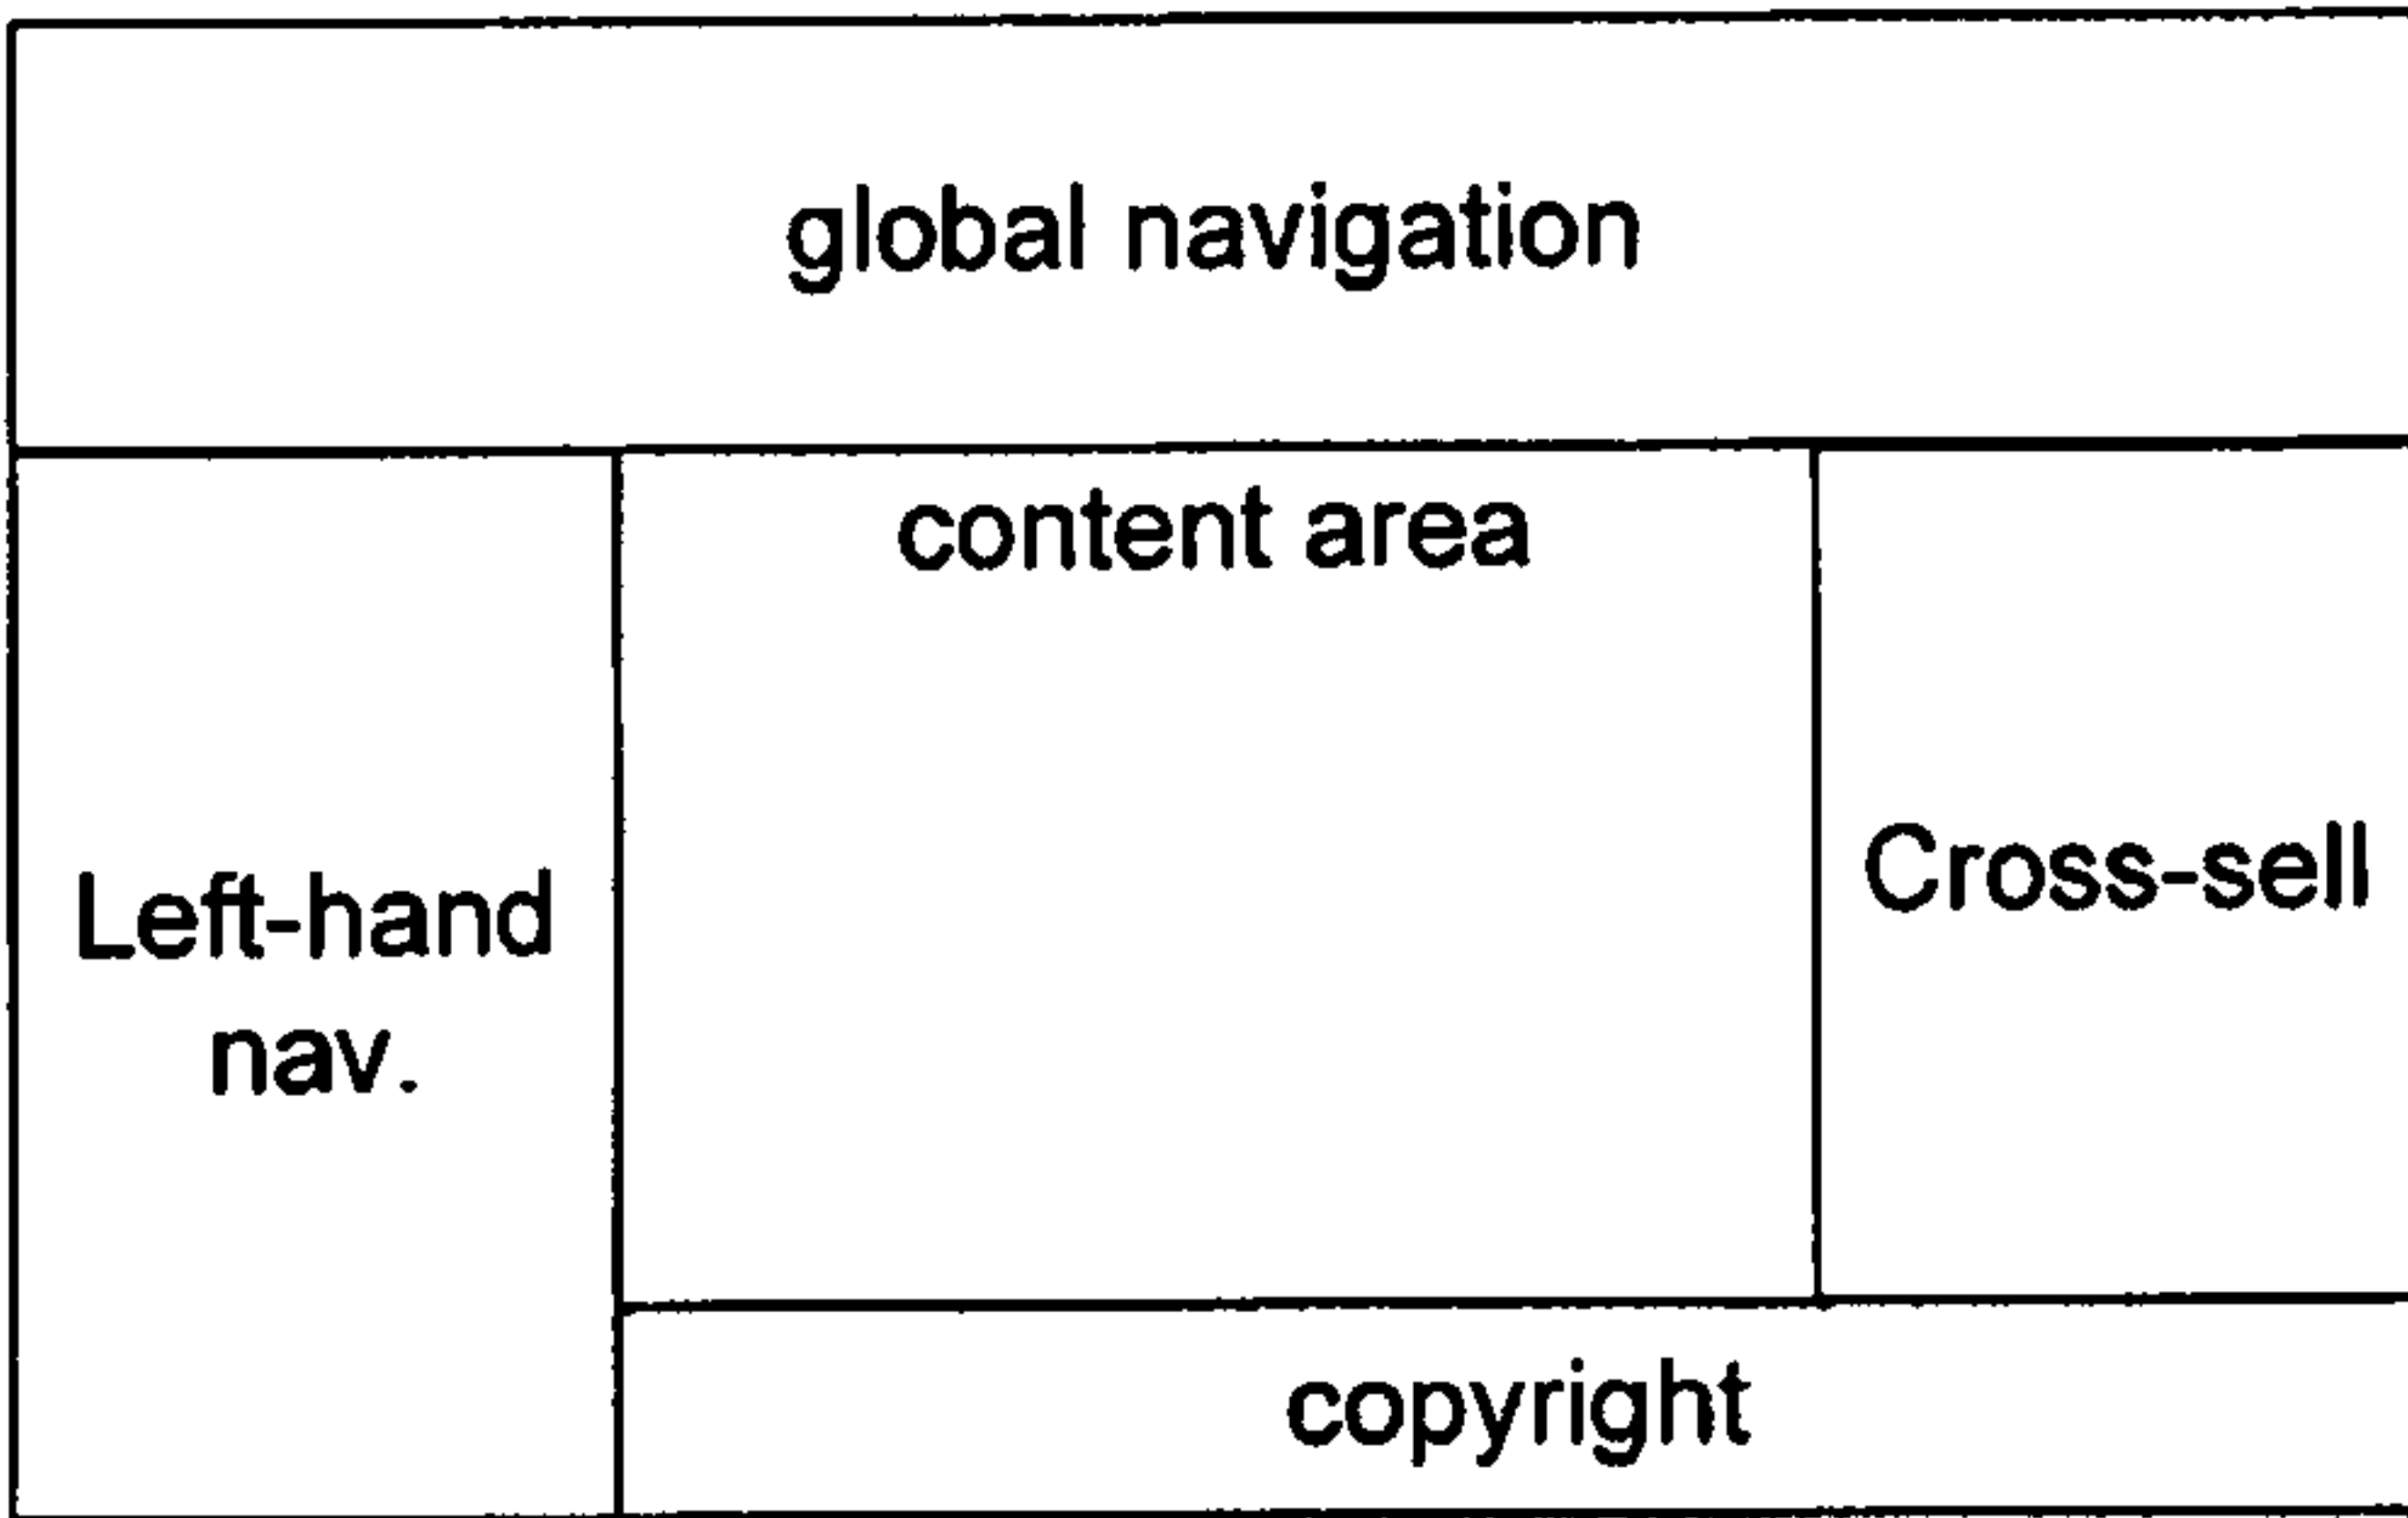 global navigation
content area
Left-hand
nav.
Cross-sell
copyright